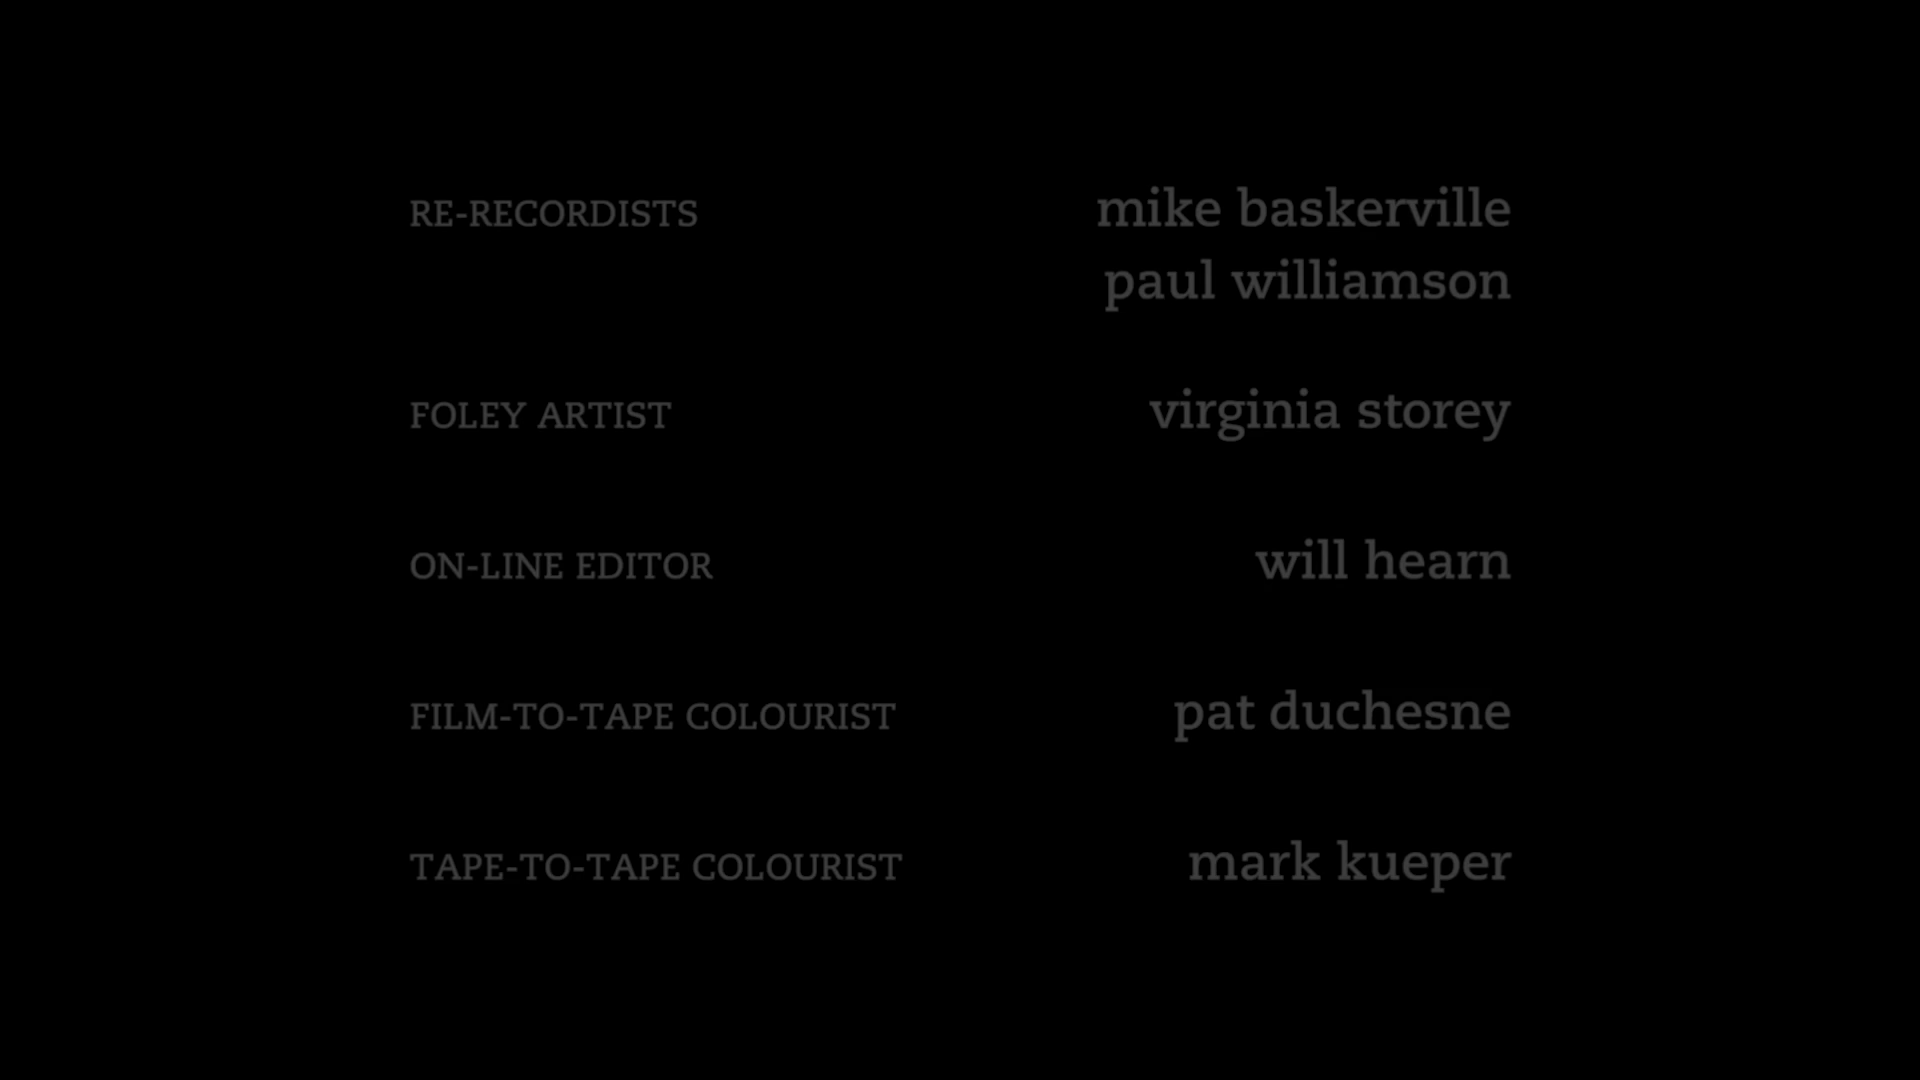 RE-RECORDISTS mike baskerville
paul williamson
FOLEY ARTIST virginia storey
ON-LINE EDITOR will hearn
FILM-TO-TAPE COLOURIST pat duchesne
TAPE-TO-TAPE COLOURIST mark kueper